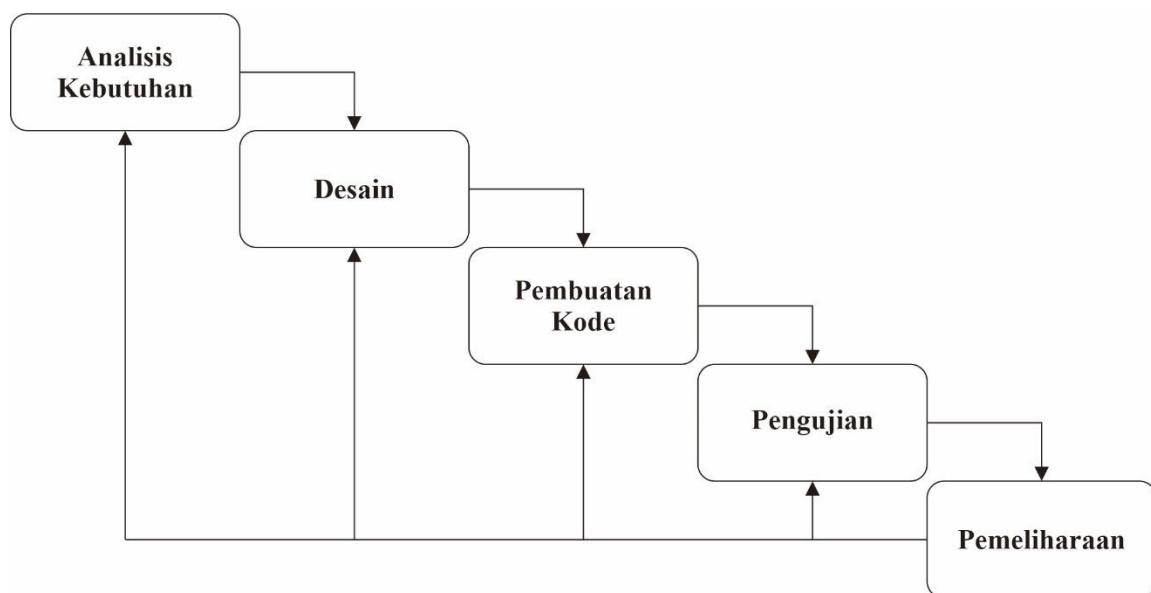 Analisis
Kebutuhan
Desain
Pembuatan
Kode
Pengujian
Pemeliharaan